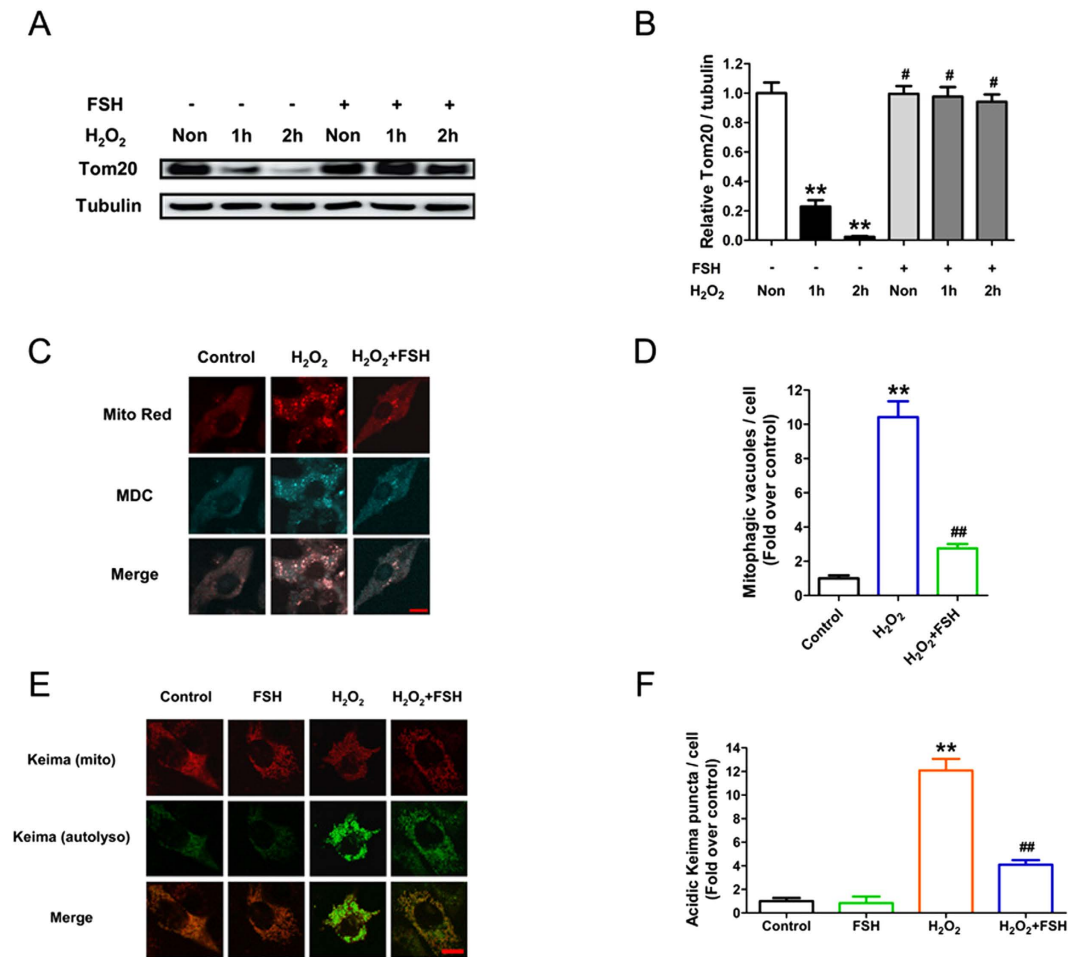 A
FSH - - - + + +
H₂O₂ Non 1h 2h Non 1h 2h
Tom20
Tubulin
B
Relative Tom20 / tubulin
1.2
1.0
0.8
0.6
0.4
0.2
0.0
** ** # # #
FSH - - - + + +
H₂O₂ Non 1h 2h Non 1h 2h
C
Control H₂O₂ H₂O₂+FSH
Mito Red
MDC
Merge
D
Mitophagic vacuoles / cell
(Fold over control)
12
10
8
6
4
2
0
**
##
Control H₂O₂ H₂O₂+FSH
E
Control FSH H₂O₂ H₂O₂+FSH
Keima (mito)
Keima (autolyso)
Merge
F
Acidic Keima puncta / cell
(Fold over control)
14
12
10
8
6
4
2
0
**
##
Control FSH H₂O₂ H₂O₂+FSH